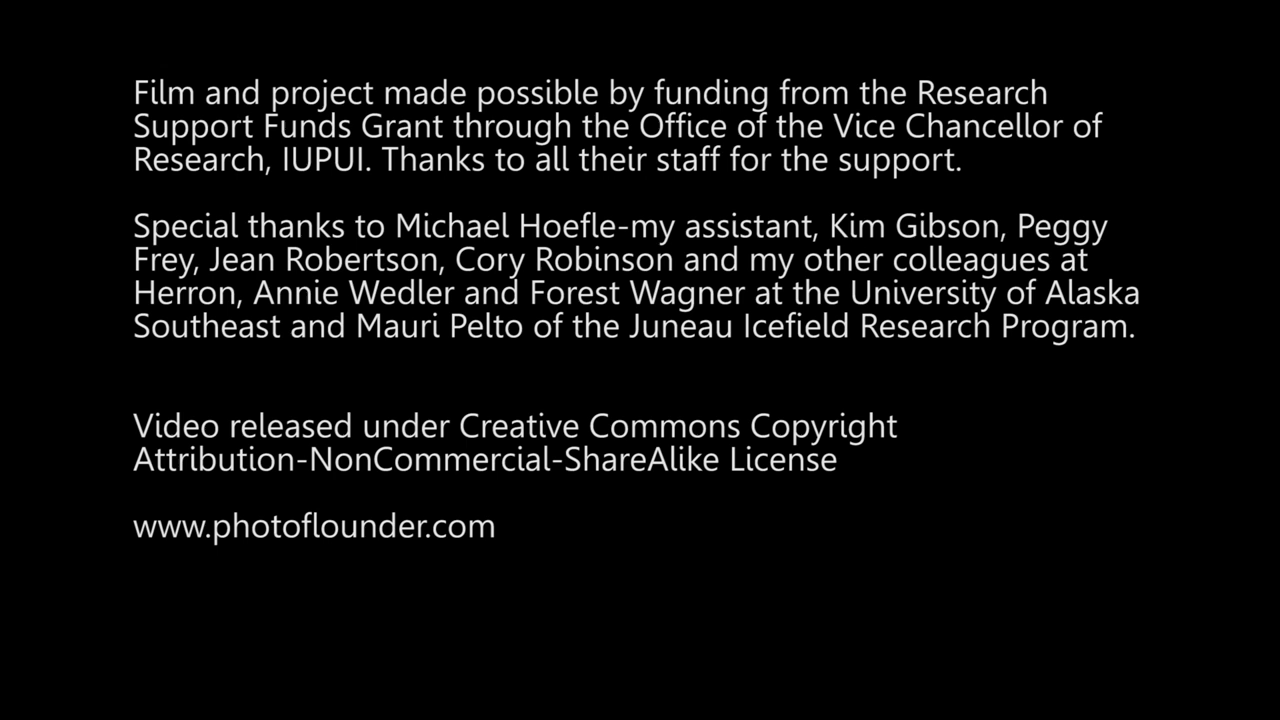 Film and project made possible by funding from the Research
Support Funds Grant through the Office of the Vice Chancellor of
Research, IUPUI. Thanks to all their staff for the support.
Special thanks to Michael Hoefle-my assistant, Kim Gibson, Peggy
Frey, Jean Robertson, Cory Robinson and my other colleagues at
Herron, Annie Wedler and Forest Wagner at the University of Alaska
Southeast and Mauri Pelto of the Juneau Icefield Research Program.
Video released under Creative Commons Copyright
Attribution-NonCommercial-ShareAlike License
www.photoflounder.com